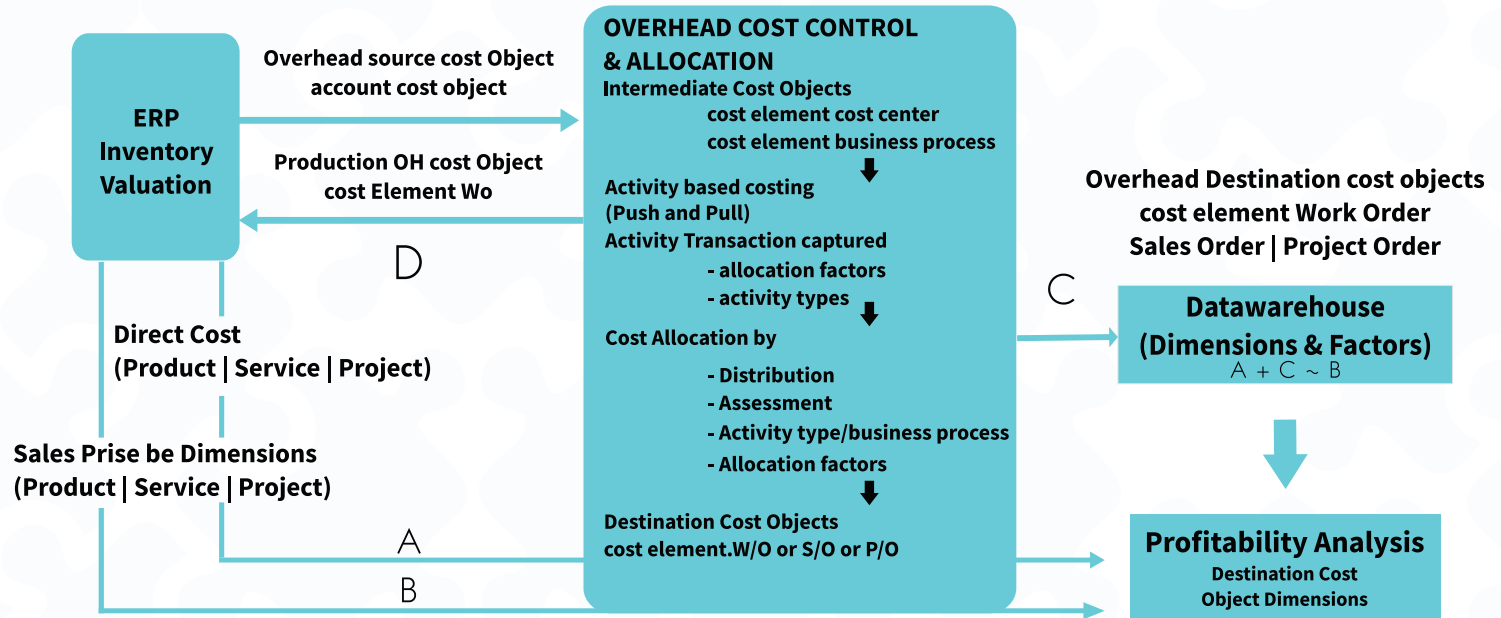 ERP
Inventory
Valuation
Overhead source cost Object
account cost object
Production OH cost Object
cost Element Wo
D
Direct Cost
(Product | Service | Project)
Sales Prise be Dimensions
(Product | Service | Project)
A
B
OVERHEAD COST CONTROL
& ALLOCATION
Intermediate Cost Objects
cost element cost center
cost element business process
Activity based costing
(Push and Pull)
Activity Transaction captured
- allocation factors
- activity types
Cost Allocation by
- Distribution
- Assessment
- Activity type/business process
- Allocation factors
Destination Cost Objects
cost element.W/O or S/O or P/O
C
Overhead Destination cost objects
cost element Work Order
Sales Order | Project Order
Datawarehouse
(Dimensions & Factors)
A + C ~ B
Profitability Analysis
Destination Cost
Object Dimensions